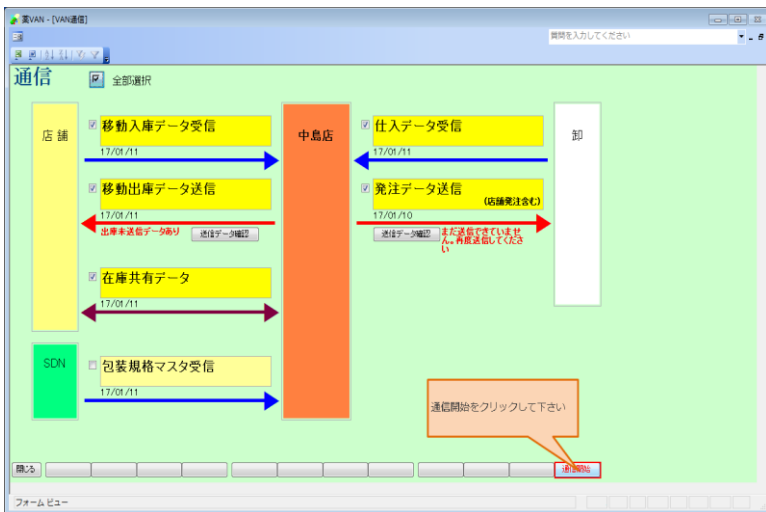 薬VAN - [VAN通信]
質問を入力してください
通信
全部選択
店 舗
移動入庫データ受信
17/01/11
中島店
仕入データ受信
17/01/11
卸
移動出庫データ送信
17/01/11
出庫未送信データあり
送信データ確認
発注データ送信
(店舗発注含む)
17/01/10
送信データ確認
まだ送信できていませ
ん。再度送信してくださ
い
在庫共有データ
17/01/11
SDN
包装規格マスタ受信
17/01/11
通信開始をクリックして下さい
閉じる
通信開始
フォーム ビュー